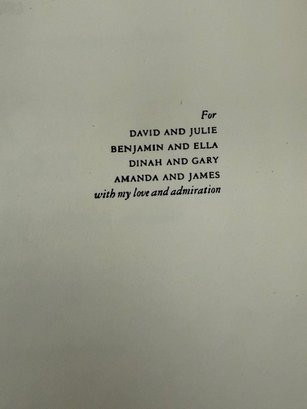 For
DAVID AND JULIE
BENJAMIN AND ELLA
DINAH AND GARY
AMANDA AND JAMES
with my love and admiration